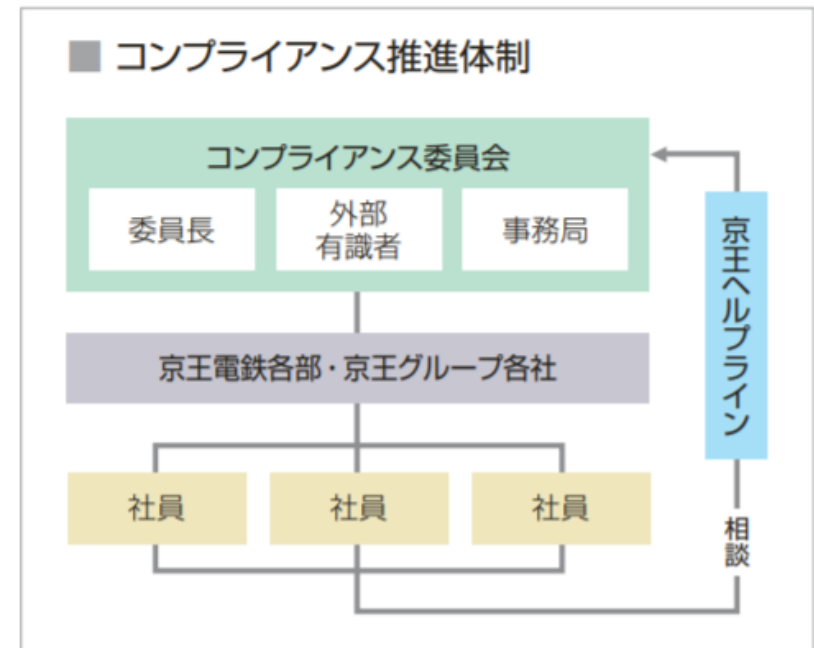 ■ コンプライアンス推進体制
コンプライアンス委員会
委員長
外部
有識者
事務局
京王電鉄各部・京王グループ各社
社員
社員
社員
京王ヘルプライン
相談